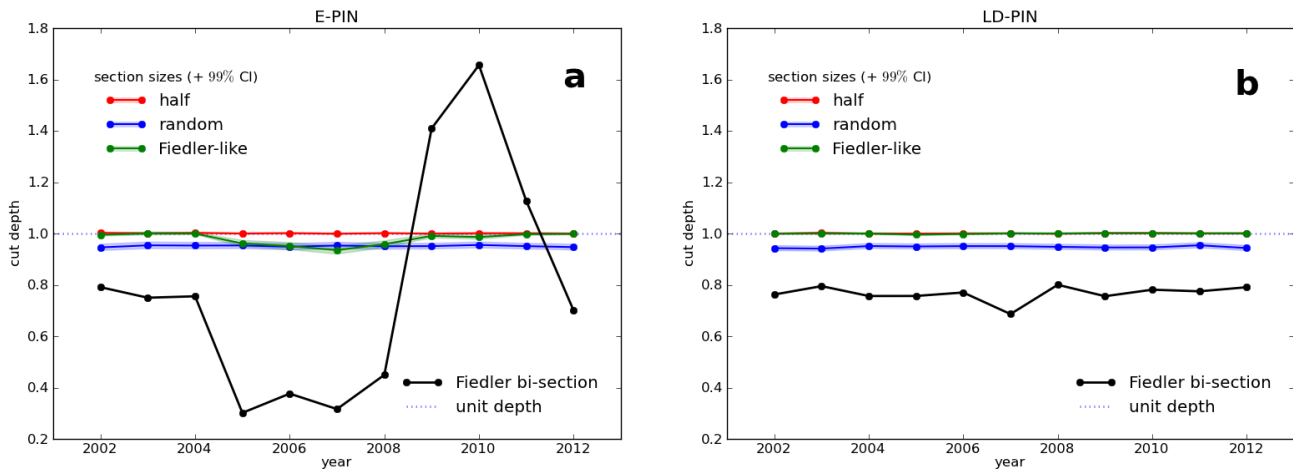 E-PIN
a
section sizes (+ 99% CI)
half
random
Fiedler-like
Fiedler bi-section
unit depth
cut depth
1.8
1.6
1.4
1.2
1.0
0.8
0.6
0.4
0.2
2002
2004
2006
2008
2010
2012
year
LD-PIN
b
section sizes (+ 99% CI)
half
random
Fiedler-like
Fiedler bi-section
unit depth
cut depth
1.8
1.6
1.4
1.2
1.0
0.8
0.6
0.4
0.2
2002
2004
2006
2008
2010
2012
year